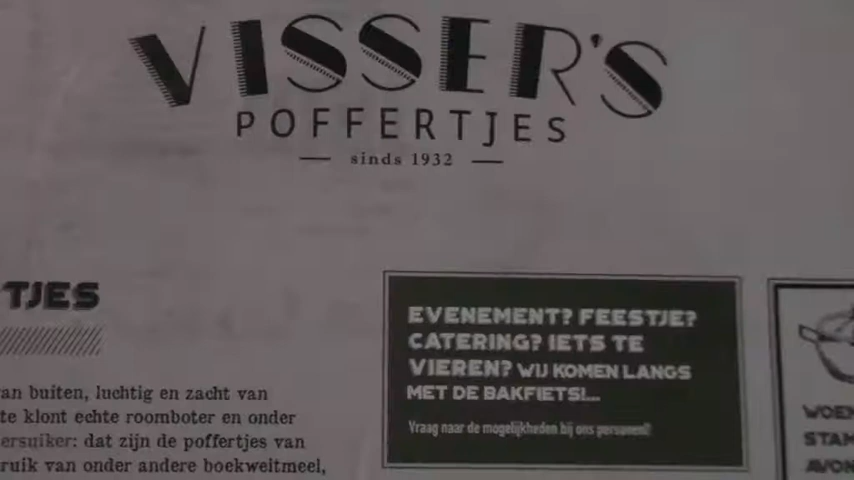 VISSER'S
POFFERTJES
sinds 1932
TJES
an buiten, luchtig en zacht van
te klont echte roomboter en onder
ersuiker: dat zijn de poffertjes van
ruik van onder andere boekweitmeel,
EVENEMENT? FEESTJE?
CATERING? IETS TE
VIEREN? WIJ KOMEN LANGS
MET DE BAKFIETS!...
Vraag naar de mogelijkheden bij ons personeel!
WOEN
STAM
AVON